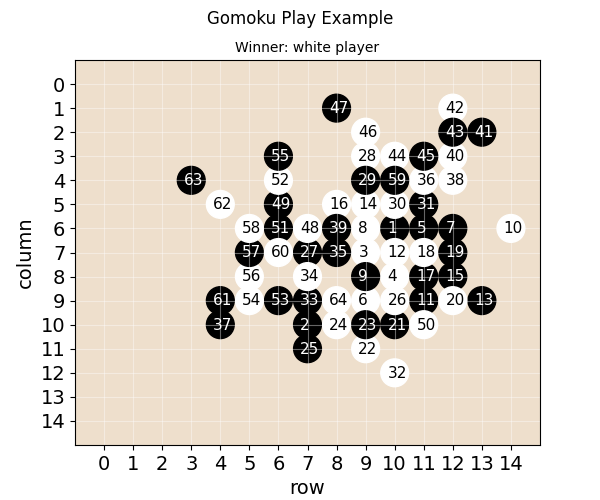 Gomoku Play Example
Winner: white player
0
1 47 42
2 46 43 41
3 55 28 44 45 40
4 63 52 29 59 36 38
5 62 49 16 14 30 31
column
6 58 51 48 39 8 1 5 7 10
7 57 60 27 35 3 12 18 19
8 56 34 9 4 17 15
9 61 54 53 33 64 6 26 11 20 13
10 37 2 24 23 21 50
11 25 22
12 32
13
14
0 1 2 3 4 5 6 7 8 9 10 11 12 13 14
row